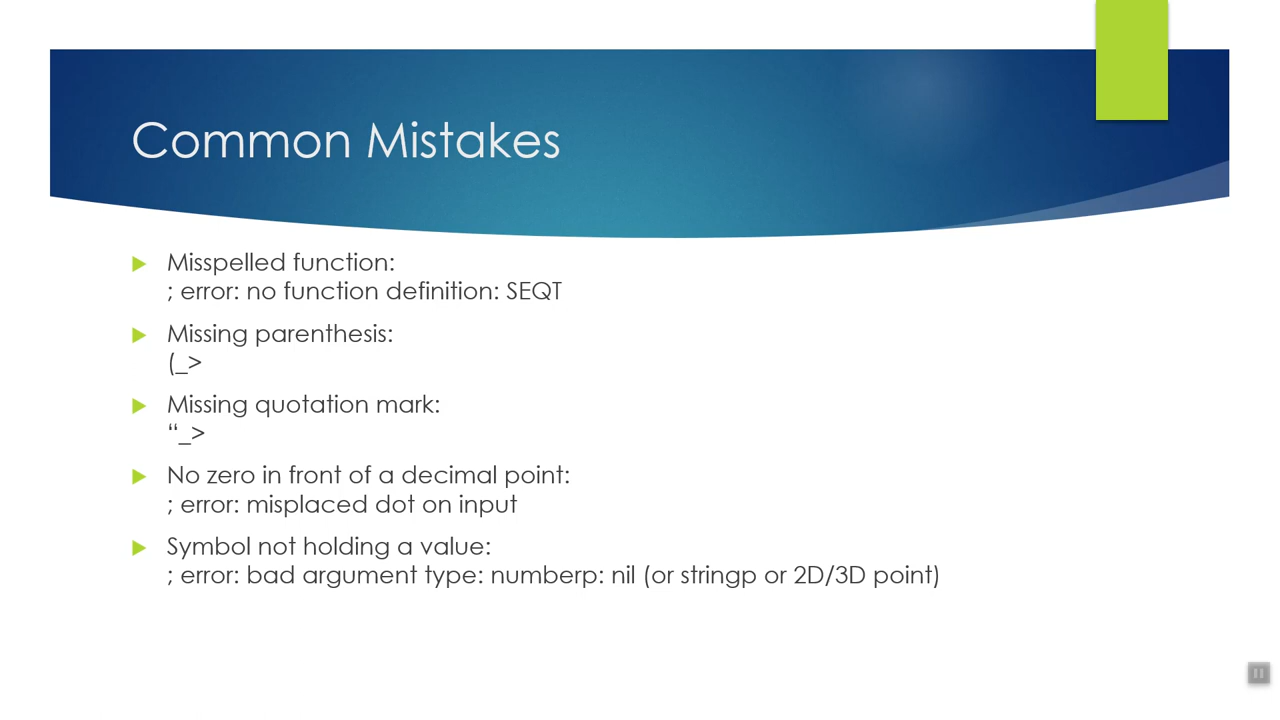 Common Mistakes
Misspelled function:
; error: no function definition: SEQT
Missing parenthesis:
(_>
Missing quotation mark:
“_>
No zero in front of a decimal point:
; error: misplaced dot on input
Symbol not holding a value:
; error: bad argument type: numberp: nil (or stringp or 2D/3D point)